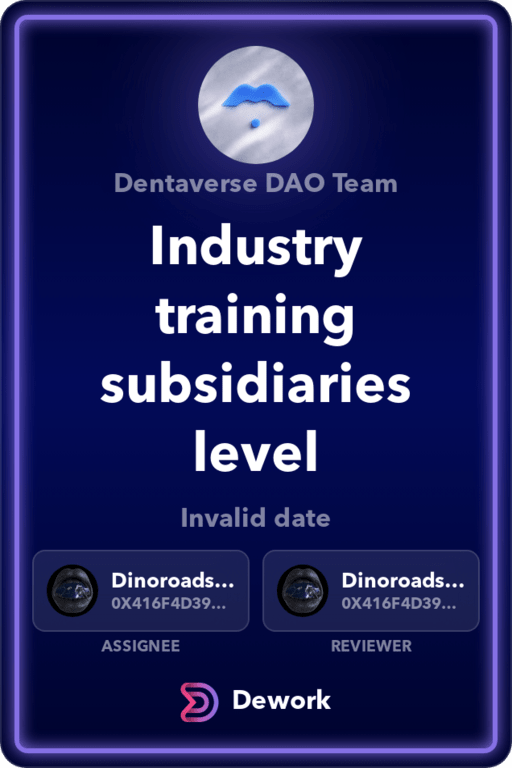 Dentaverse DAO Team
Industry
training
subsidiaries
level
Invalid date
Dinoroads... Dinoroads...
0X416F4D39... 0X416F4D39...
ASSIGNEE REVIEWER
Dework